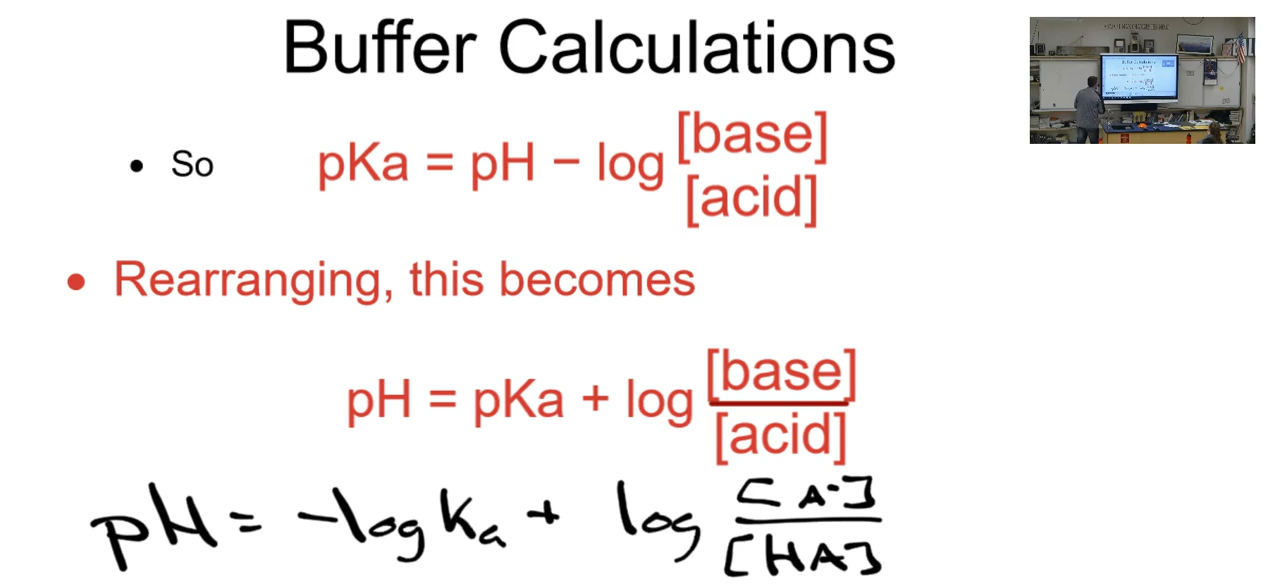 Buffer Calculations
• So pKa = pH − log [base]/[acid]
• Rearranging, this becomes
pH = pKa + log [base]/[acid]
pH = -log Ka + log [A-]/[HA]